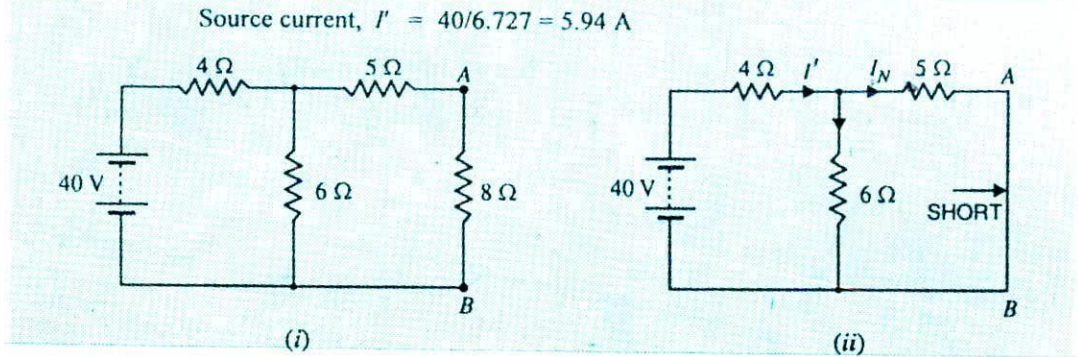 Source current, I′ = 40/6.727 = 5.94 A
4 Ω 5 Ω A
40 V 6 Ω 8 Ω
B
(i)
4 Ω I′ I_N 5 Ω A
40 V 6 Ω SHORT
B
(ii)